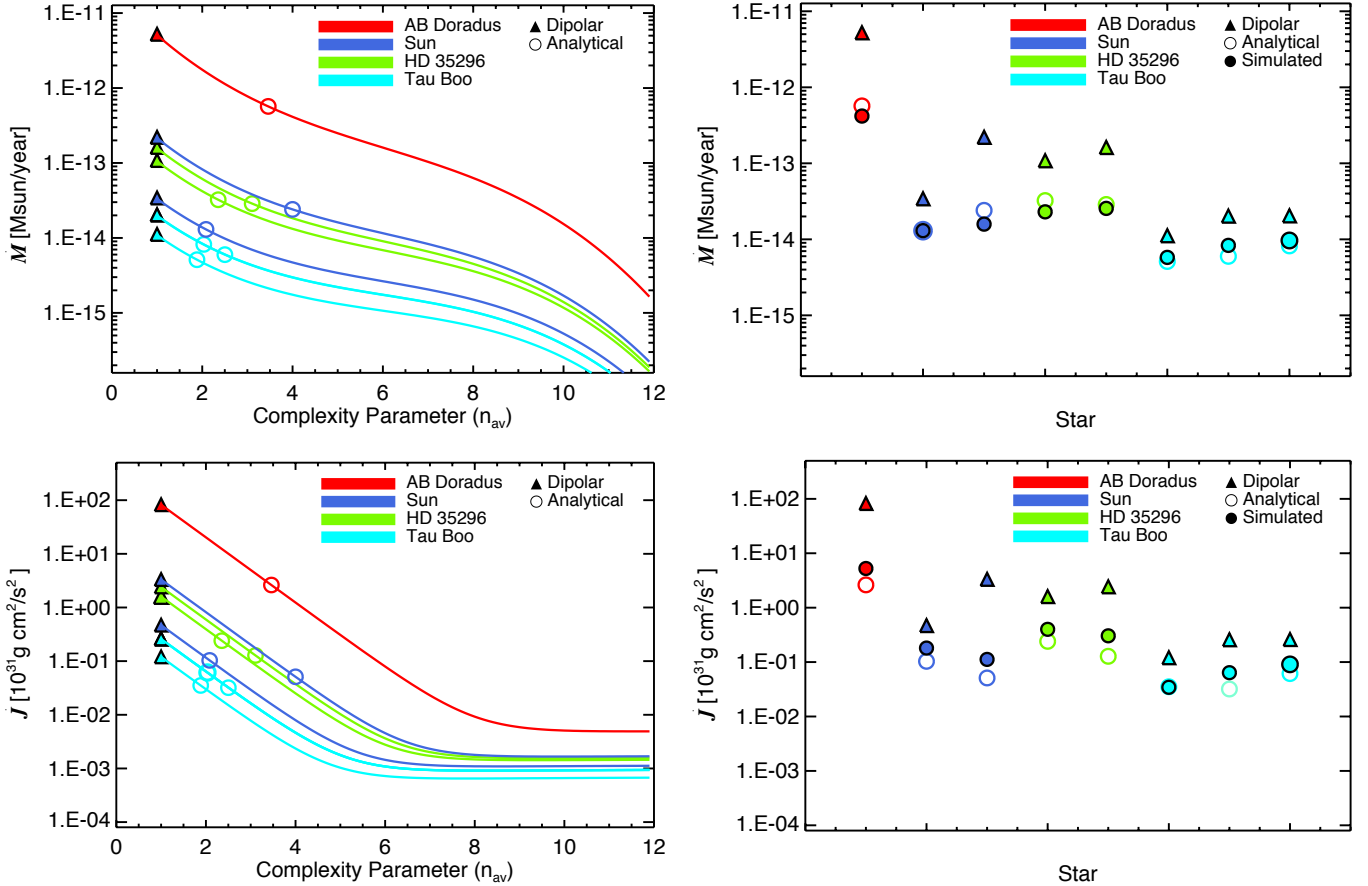 1.E-11
1.E-12
1.E-13
1.E-14
1.E-15
Ṁ [Msun/year]
AB Doradus
Sun
HD 35296
Tau Boo
Dipolar
Analytical
0 2 4 6 8 10 12
Complexity Parameter (n_av)
1.E-11
1.E-12
1.E-13
1.E-14
1.E-15
Ṁ [Msun/year]
AB Doradus
Sun
HD 35296
Tau Boo
Dipolar
Analytical
Simulated
Star
1.E+02
1.E+01
1.E+00
1.E-01
1.E-02
1.E-03
1.E-04
J̇ [10³¹g cm²/s²]
AB Doradus
Sun
HD 35296
Tau Boo
Dipolar
Analytical
0 2 4 6 8 10 12
Complexity Parameter (n_av)
1.E+02
1.E+01
1.E+00
1.E-01
1.E-02
1.E-03
1.E-04
J̇ [10³¹g cm²/s²]
AB Doradus
Sun
HD 35296
Tau Boo
Dipolar
Analytical
Simulated
Star